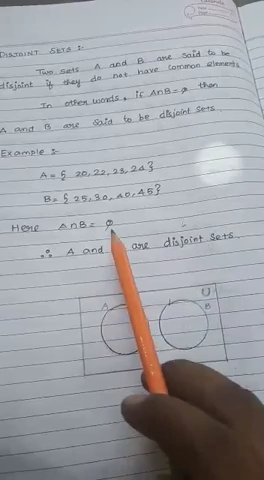 DISJOINT SETS :-
Two sets A and B are said to be
disjoint if they do not have common elements
In other words, if A∩B = φ then
A and B are said to be disjoint sets.
Example :-
A = { 20, 22, 23, 24 }
B = { 25, 30, 40, 45 }
Here A∩B = φ
∴ A and are disjoint sets
U
A B